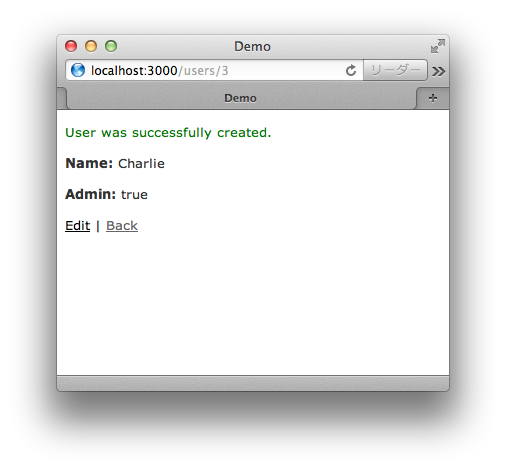 Demo
localhost:3000/users/3 リーダー
Demo
User was successfully created.
Name: Charlie
Admin: true
Edit | Back